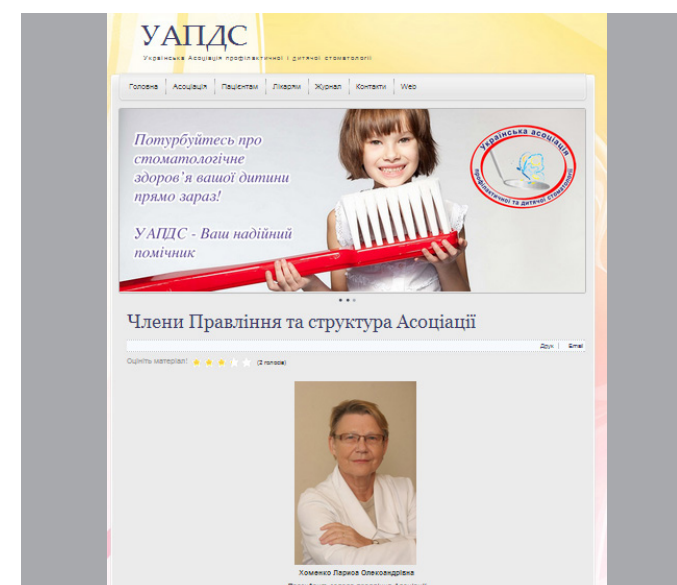 УАПДС
Українська Асоціація профілактичної і дитячої стоматології
Головна Асоціація Пацієнтам Лікарям Журнал Контакти Web
Потурбуйтесь про
стоматологічне
здоров'я вашої дитини
прямо зараз!
УАПДС - Ваш надійний
помічник
Українська асоціація
профілактичної та дитячої стоматології
Члени Правління та структура Асоціації
Друк | Email
Оцініть матеріал! (2 голосів)
Хоменко Лариса Олександрівна